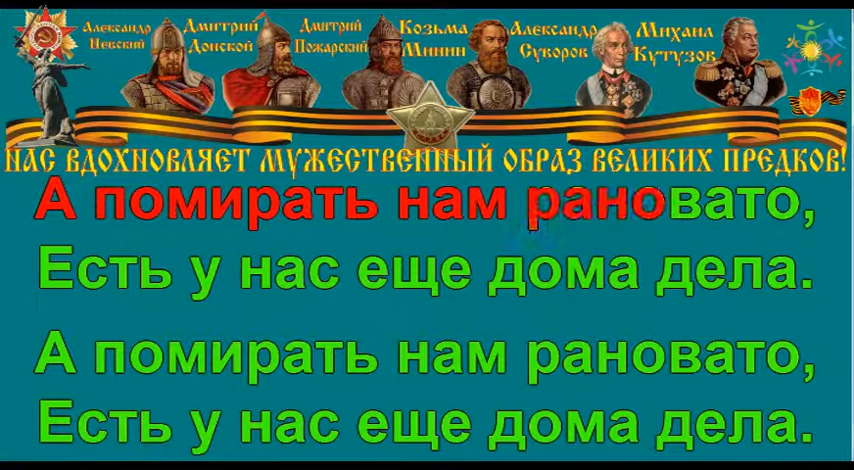 Александр Невский
Дмитрий Донской
Дмитрий Пожарский
Козьма Минин
Александр Суворов
Михаил Кутузов
НАС ВДОХНОВЛЯЕТ МУЖЕСТВЕННЫЙ ОБРАЗ ВЕЛИКИХ ПРЕДКОВ!
А помирать нам рановато,
Есть у нас еще дома дела.
А помирать нам рановато,
Есть у нас еще дома дела.